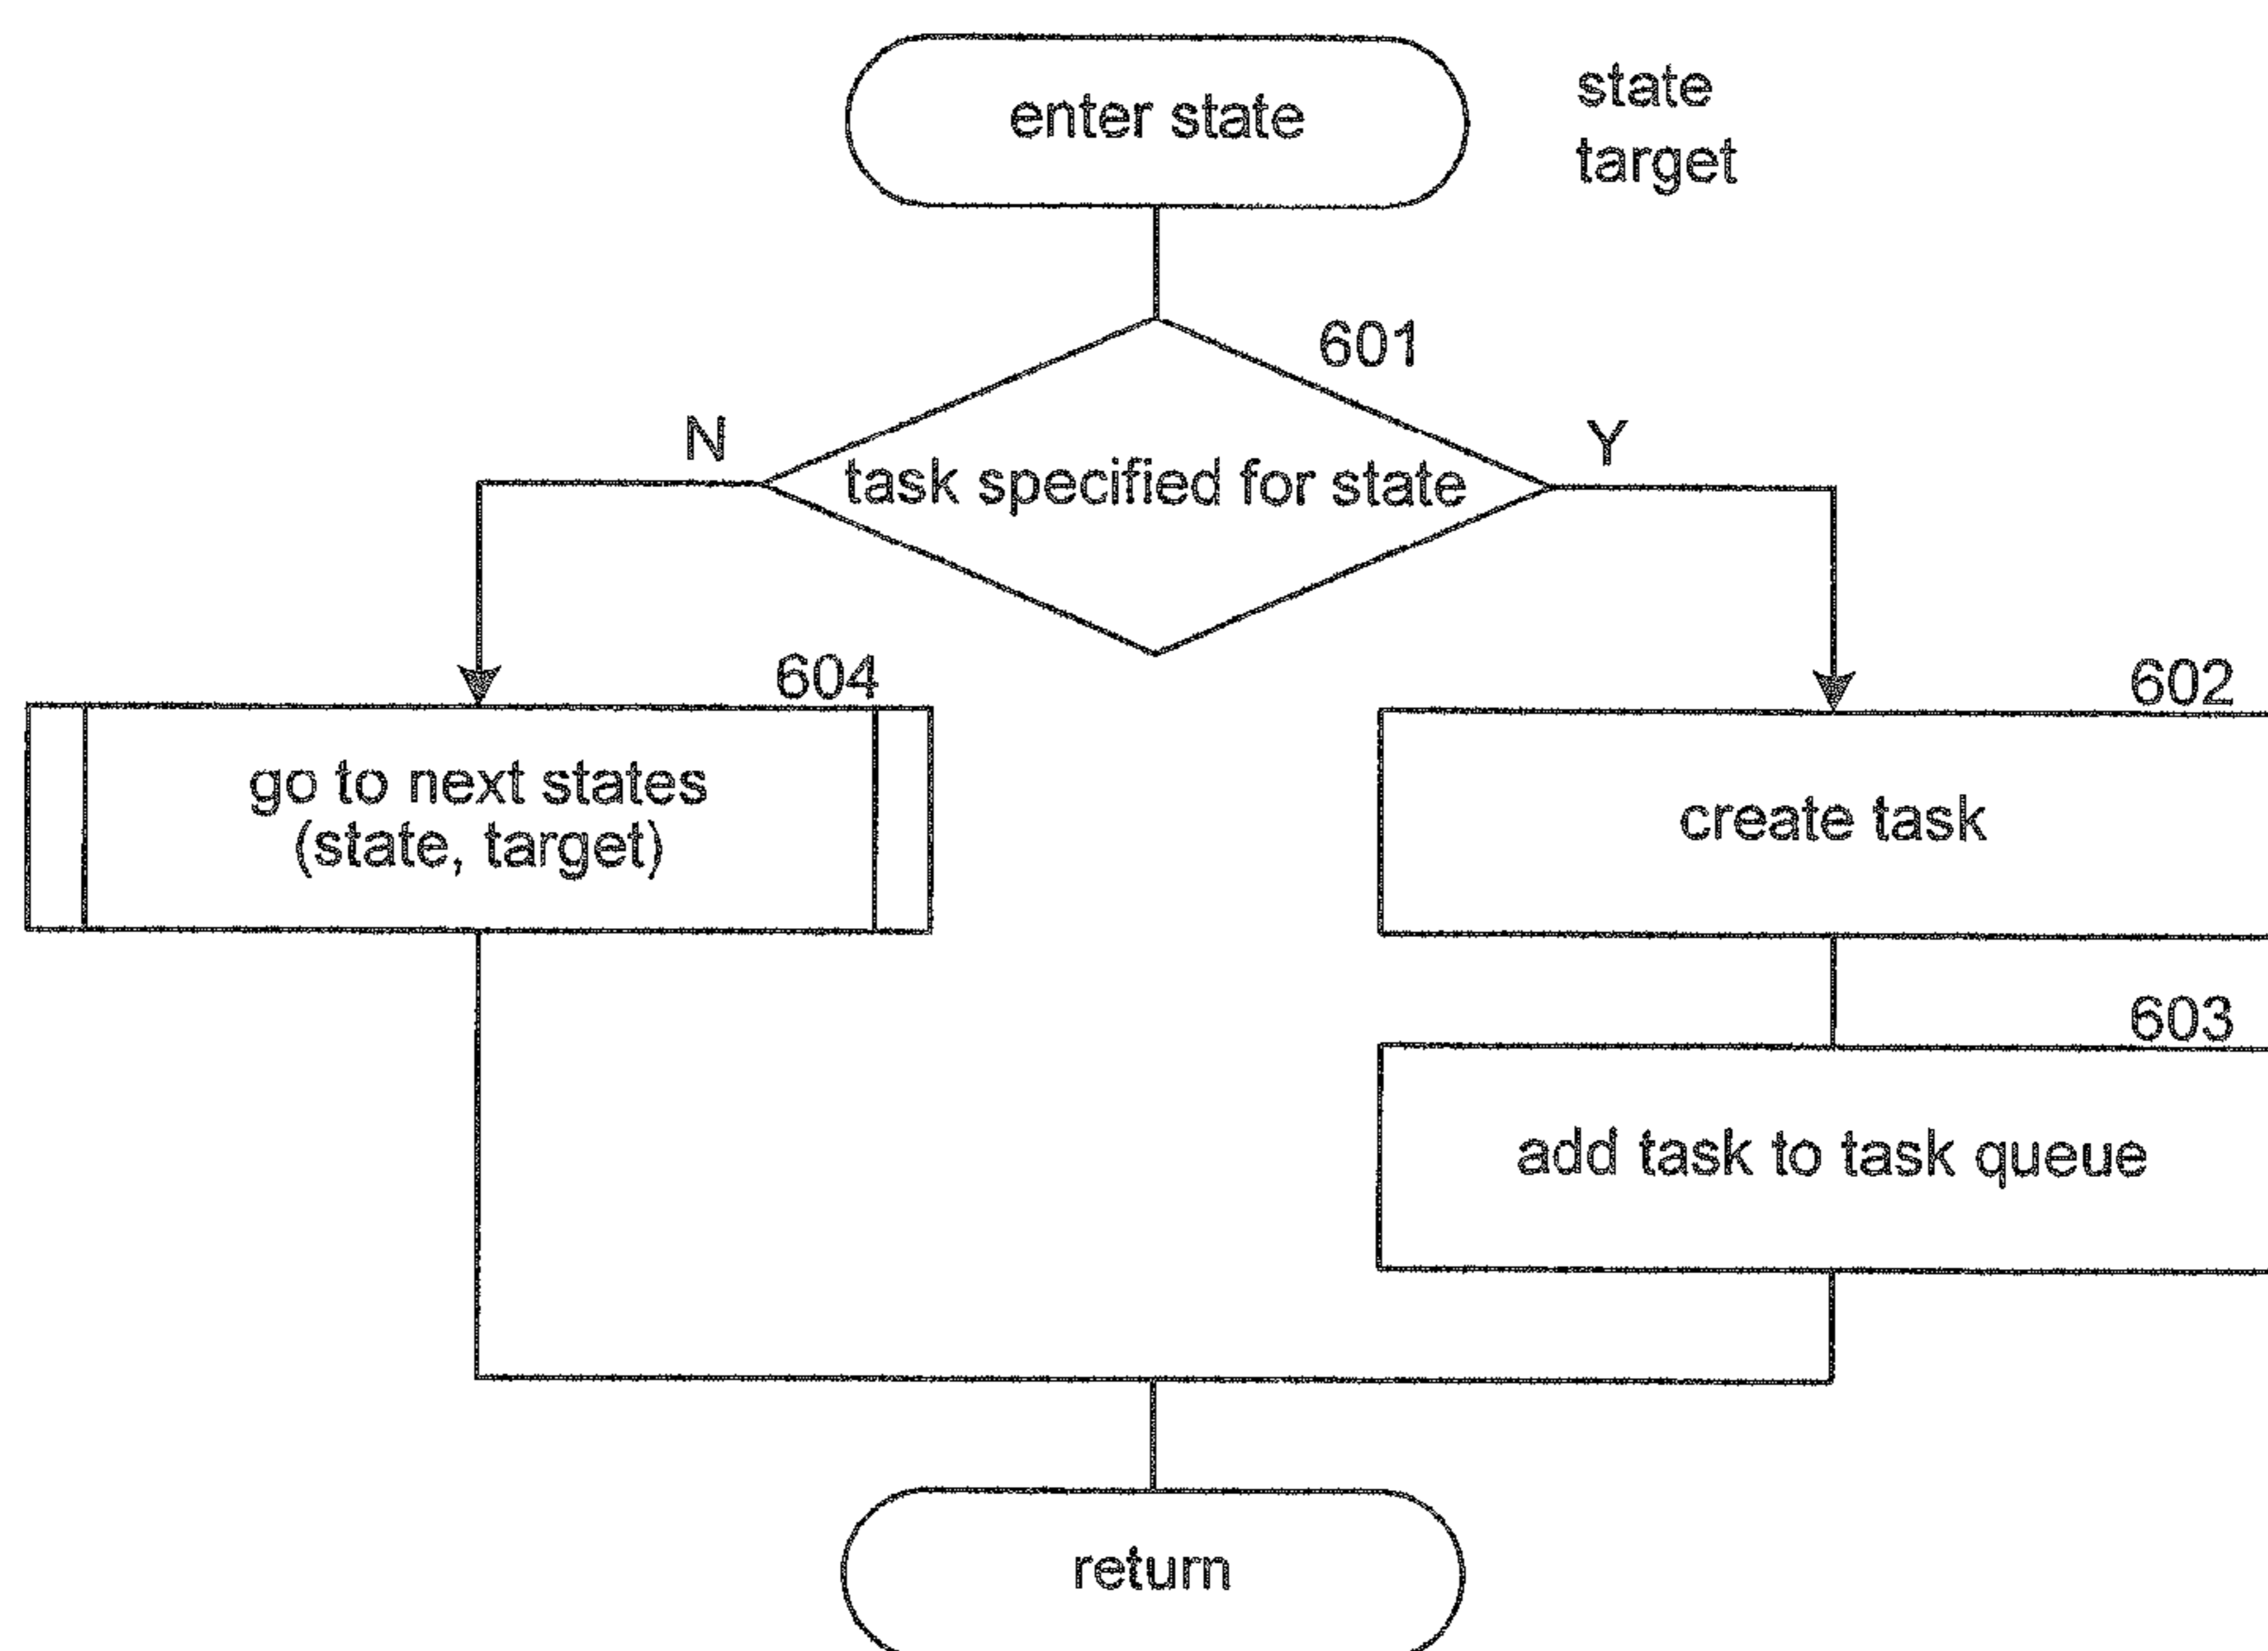 enter state
state
target
601
N
task specified for state
Y
604
go to next states
(state, target)
602
create task
603
add task to task queue
return